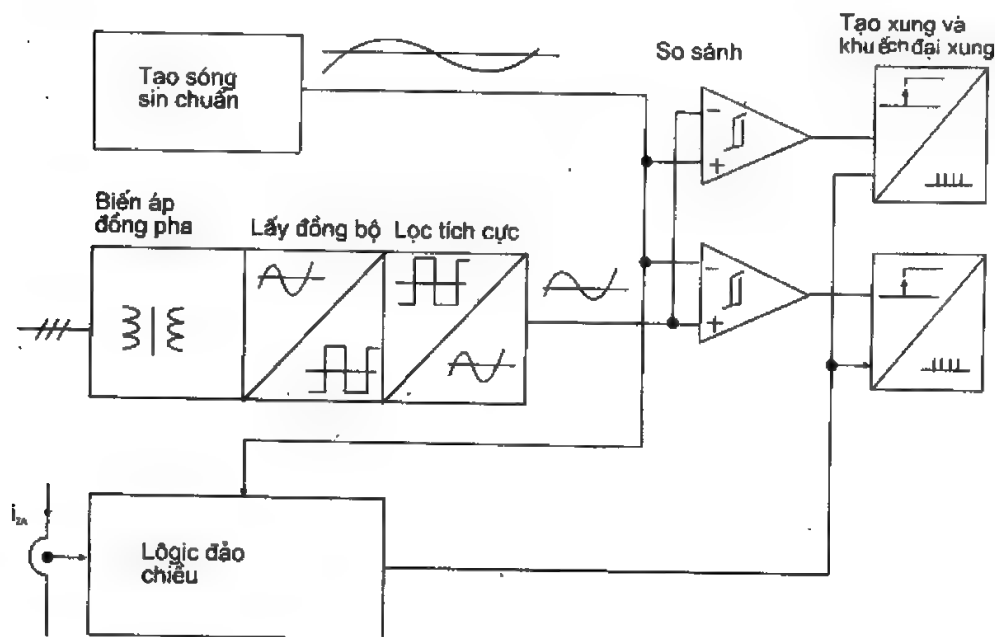 Tạo sóng
sin chuẩn
So sánh
Tạo xung và
khuếch đại xung
Biến áp
đồng pha
Lấy đồng bộ
Lọc tích cực
-
+
-
+
i2A
Lôgic đảo
chiều